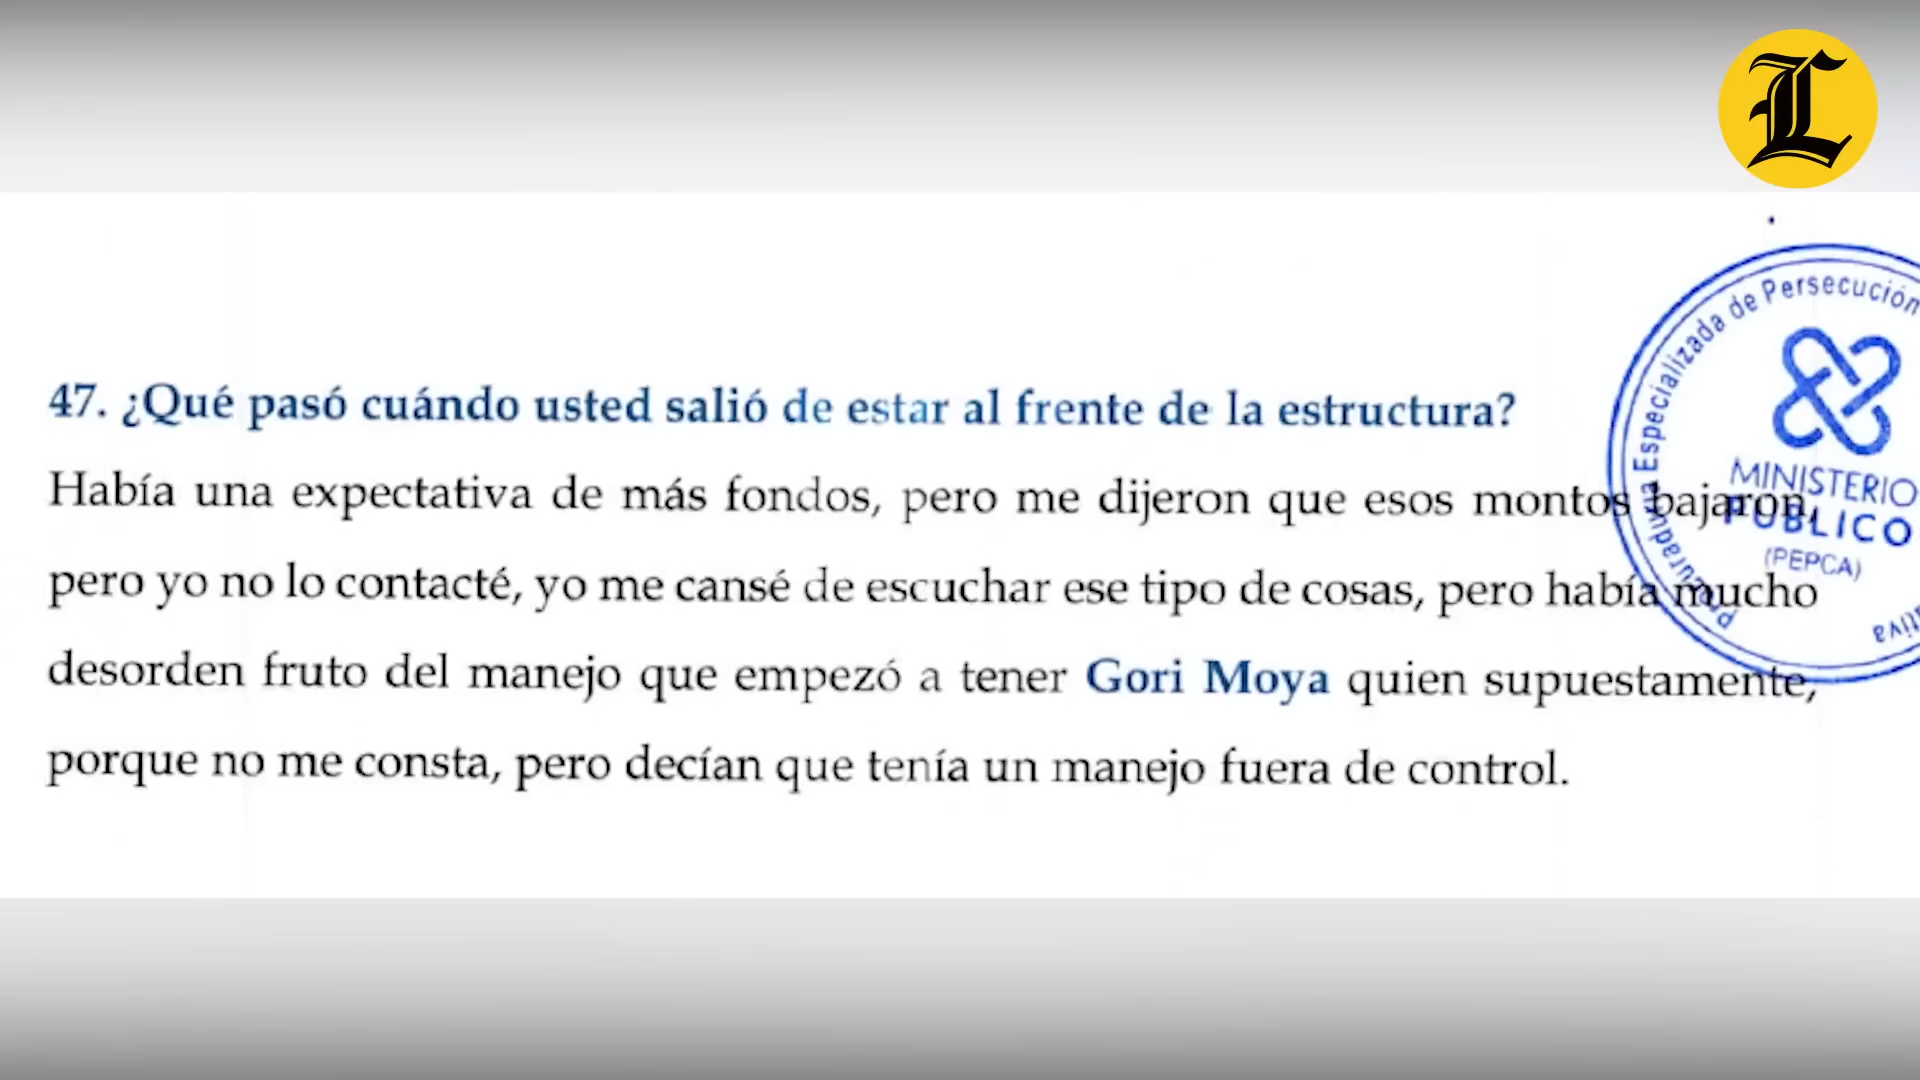 L
47. ¿Qué pasó cuándo usted salió de estar al frente de la estructura?
Había una expectativa de más fondos, pero me dijeron que esos montos bajaron,
pero yo no lo contacté, yo me cansé de escuchar ese tipo de cosas, pero había mucho
desorden fruto del manejo que empezó a tener Gori Moya quien supuestamente,
porque no me consta, pero decían que tenía un manejo fuera de control.
Procuraduría Especializada de Persecución
MINISTERIO
PÚBLICO
(PEPCA)